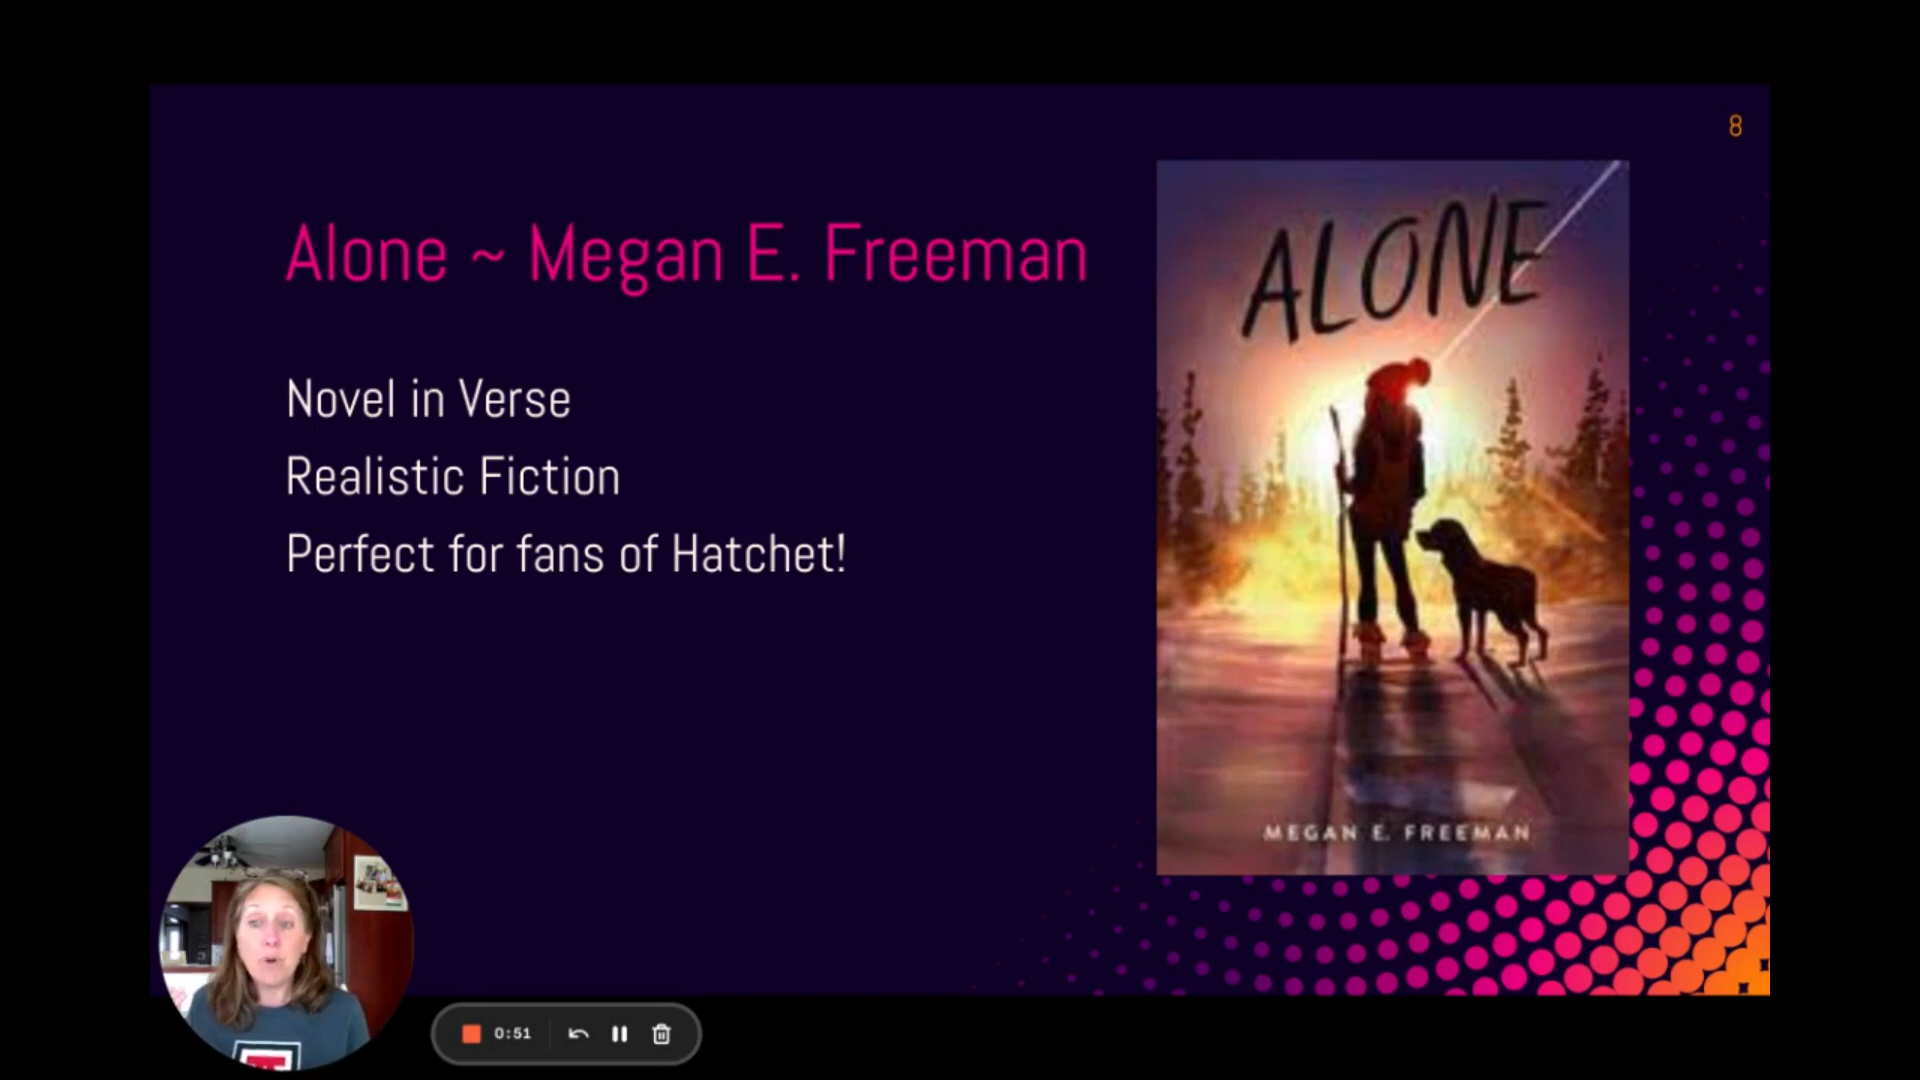 8
Alone ~ Megan E. Freeman
Novel in Verse
Realistic Fiction
Perfect for fans of Hatchet!
ALONE
MEGAN E. FREEMAN
0:51